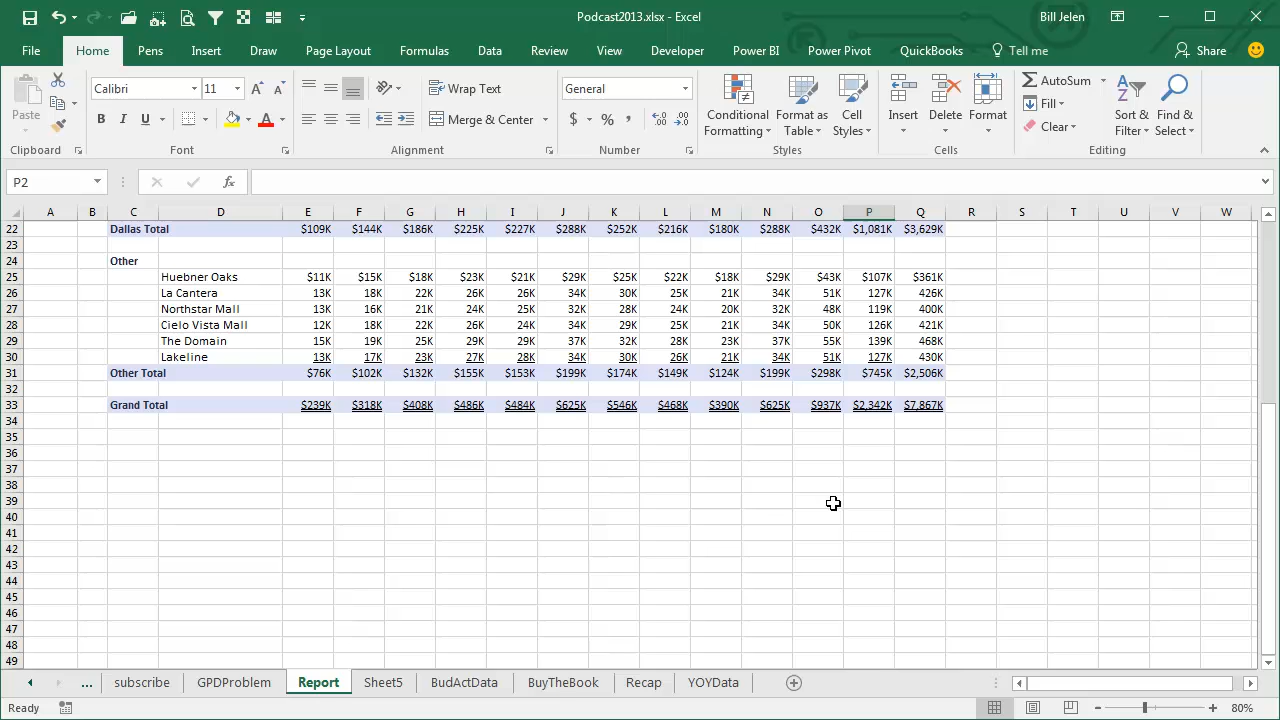 Podcast2013.xlsx - Excel
Bill Jelen
File Home Pens Insert Draw Page Layout Formulas Data Review View Developer Power BI Power Pivot QuickBooks Tell me Share
Paste
Calibri 11
B I U
Wrap Text
Merge & Center
General
$ % ,
Conditional Formatting
Format as Table
Cell Styles
Insert Delete Format
AutoSum
Fill
Clear
Sort & Filter
Find & Select
Clipboard Font Alignment Number Styles Cells Editing
P2 fx
A B C D E F G H I K L M N O P Q R S T U V W
22 Dallas Total $109K $144K $186K $225K $227K $288K $252K $216K $180K $288K $432K $1,081K $3,629K
23
24 Other
25 Huebner Oaks $11K $15K $18K $23K $21K $29K $25K $22K $18K $29K $43K $107K $361K
26 La Cantera 13K 18K 22K 26K 26K 34K 30K 25K 21K 34K 51K 127K 426K
27 Northstar Mall 13K 16K 21K 24K 25K 32K 28K 24K 20K 32K 48K 119K 400K
28 Cielo Vista Mall 12K 18K 22K 26K 24K 34K 29K 25K 21K 34K 50K 126K 421K
29 The Domain 15K 19K 25K 29K 29K 37K 32K 28K 23K 37K 55K 139K 468K
30 Lakeline 13K 17K 23K 27K 28K 34K 30K 26K 21K 34K 51K 127K 430K
31 Other Total $76K $102K $132K $155K $153K $199K $174K $149K $124K $199K $298K $745K $2,506K
32
33 Grand Total $239K $318K $408K $486K $484K $625K $546K $468K $390K $625K $937K $2,342K $7,867K
34
35
36
37
38
39
40
41
42
43
44
45
46
47
48
49
... subscribe GPDProblem Report Sheet5 BudActData BuyTheBook Recap YOYData
Ready 80%